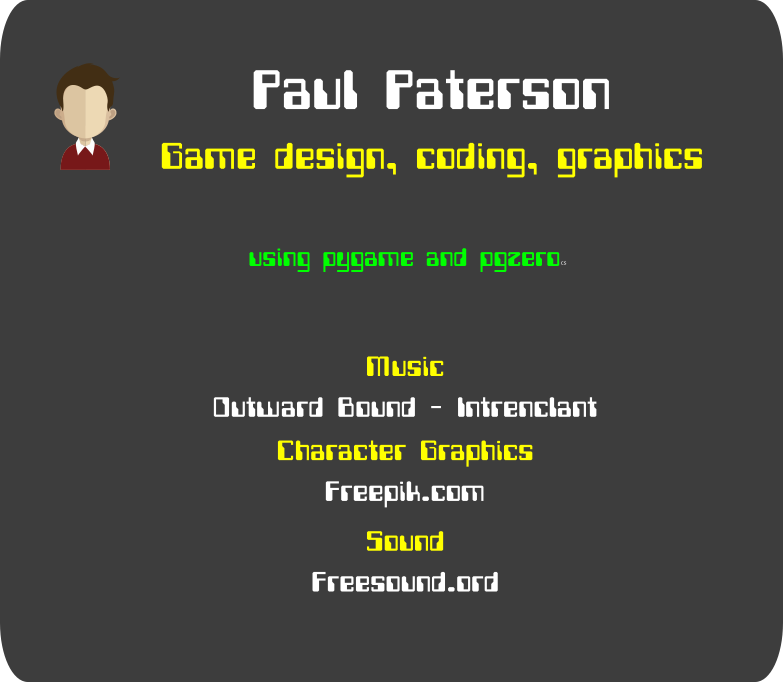 Paul Paterson
Game design, coding, graphics
using pygame and pgzerocs
Music
Outward Bound - Intrenclant
Character Graphics
Freepik.com
Sound
Freesound.ord